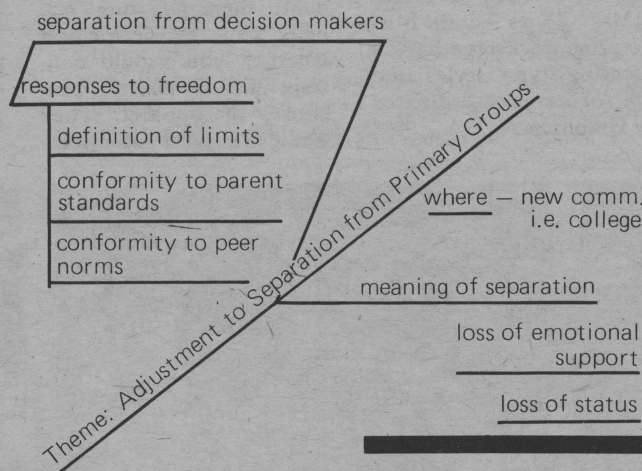 separation from decision makers
responses to freedom
definition of limits
conformity to parent
standards
conformity to peer
norms
Theme: Adjustment to Separation from Primary Groups
where – new comm.
i.e. college
meaning of separation
loss of emotional
support
loss of status